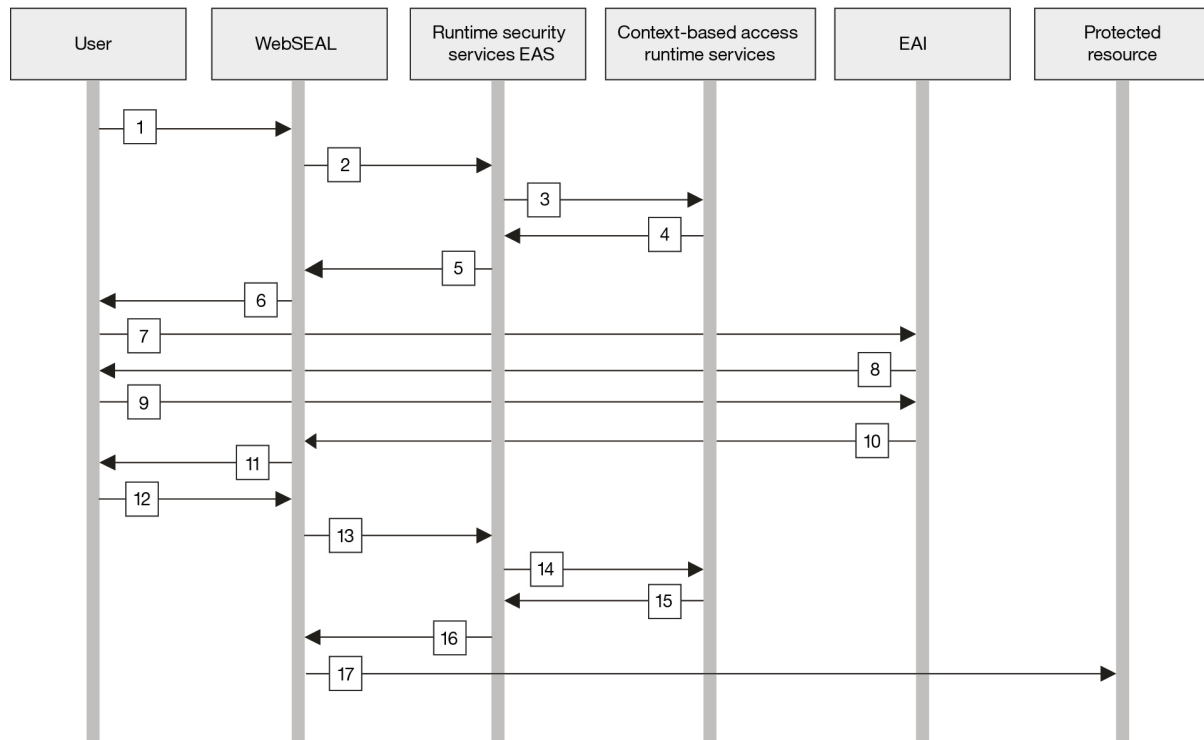 User
WebSEAL
Runtime security
services EAS
Context-based access
runtime services
EAI
Protected
resource
1
2
3
4
5
6
7
8
9
10
11
12
13
14
15
16
17